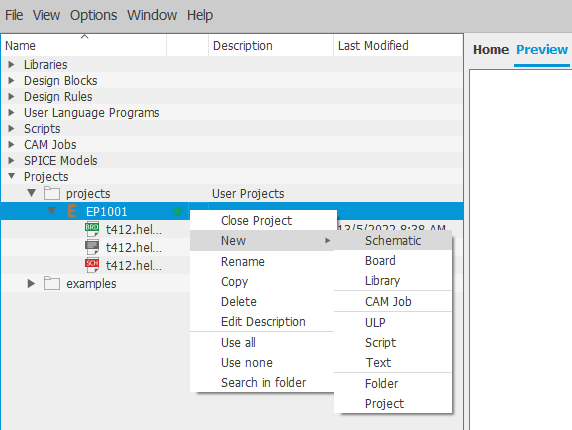 File View Options Window Help
Name Description Last Modified
Home Preview
Libraries
Design Blocks
Design Rules
User Language Programs
Scripts
CAM Jobs
SPICE Models
Projects
projects User Projects
E EP1001
BRD t412.hel... 13/5/2022 8:38 AM
t412.hel...
SCH t412.hel...
examples
Close Project
New
Rename
Copy
Delete
Edit Description
Use all
Use none
Search in folder
Schematic
Board
Library
CAM Job
ULP
Script
Text
Folder
Project